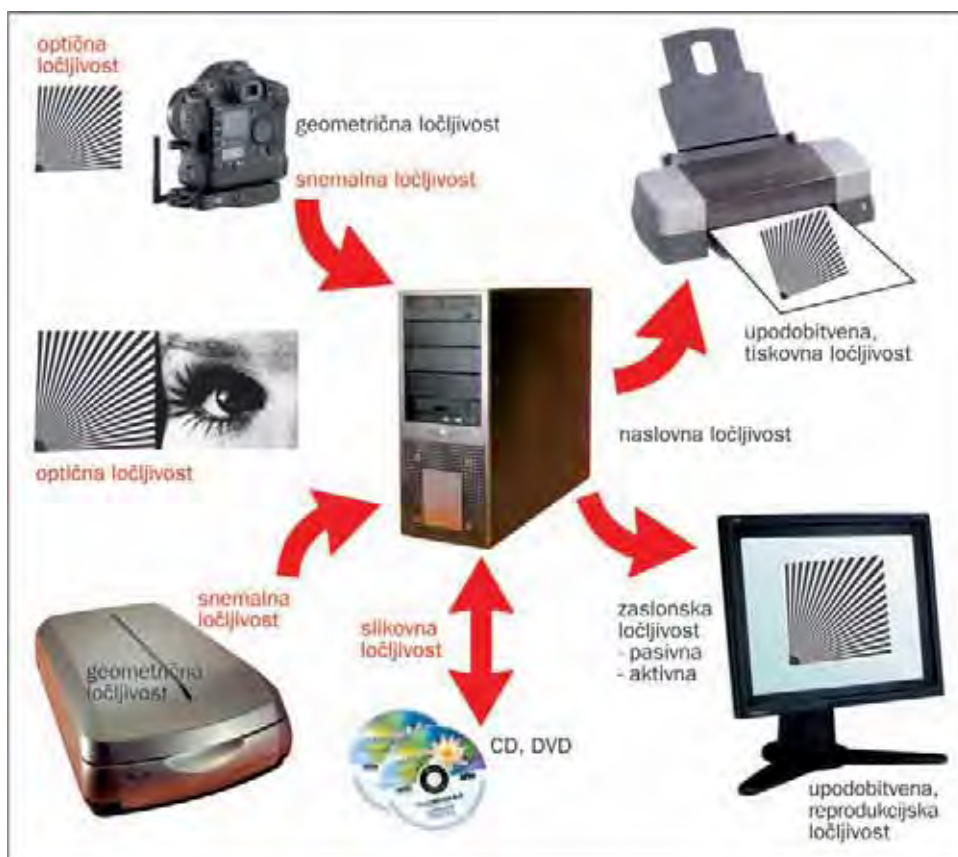 optična
ločljivost
geometrična ločljivost
snemalna ločljivost
upodobitvena,
tiskovna ločljivost
optična ločljivost
naslovna ločljivost
snemalna
ločljivost
geometrična
ločljivost
slikovna
ločljivost
CD, DVD
zaslonska
ločljivost
- pasivna
- aktivna
upodobitvena,
reprodukcijska
ločljivost